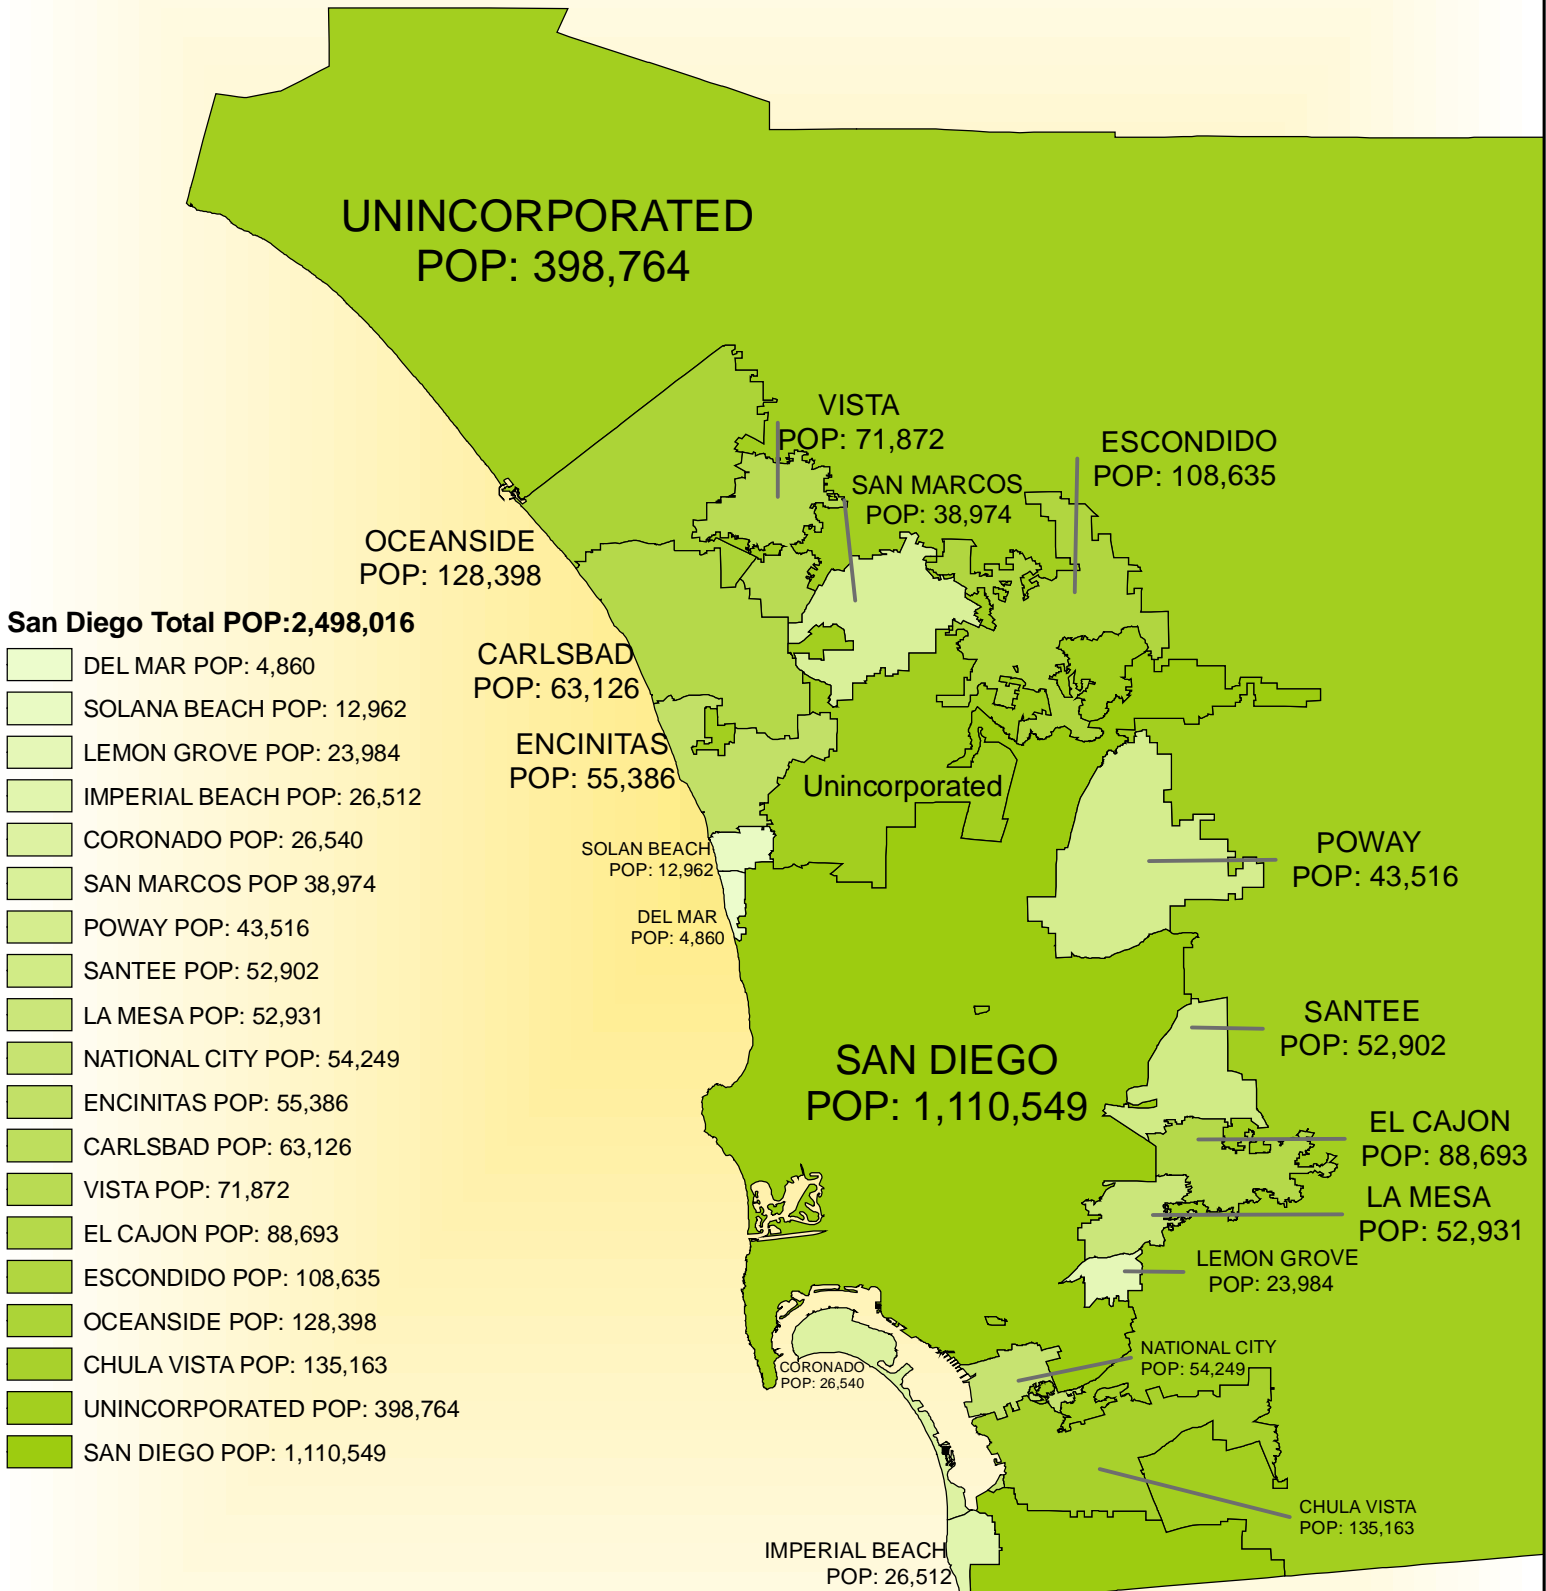 UNINCORPORATED
POP: 398,764
VISTA
POP: 71,872
ESCONDIDO
POP: 108,635
SAN MARCOS
POP: 38,974
OCEANSIDE
POP: 128,398
San Diego Total POP:2,498,016
DEL MAR POP: 4,860
SOLANA BEACH POP: 12,962
LEMON GROVE POP: 23,984
IMPERIAL BEACH POP: 26,512
CORONADO POP: 26,540
SAN MARCOS POP 38,974
POWAY POP: 43,516
SANTEE POP: 52,902
LA MESA POP: 52,931
NATIONAL CITY POP: 54,249
ENCINITAS POP: 55,386
CARLSBAD POP: 63,126
VISTA POP: 71,872
EL CAJON POP: 88,693
ESCONDIDO POP: 108,635
OCEANSIDE POP: 128,398
CHULA VISTA POP: 135,163
UNINCORPORATED POP: 398,764
SAN DIEGO POP: 1,110,549
CARLSBAD
POP: 63,126
ENCINITAS
POP: 55,386
Unincorporated
SOLAN BEACH
POP: 12,962
POWAY
POP: 43,516
DEL MAR
POP: 4,860
SANTEE
POP: 52,902
SAN DIEGO
POP: 1,110,549
EL CAJON
POP: 88,693
LA MESA
POP: 52,931
LEMON GROVE
POP: 23,984
NATIONAL CITY
POP: 54,249
CORONADO
POP: 26,540
CHULA VISTA
POP: 135,163
IMPERIAL BEACH
POP: 26,512